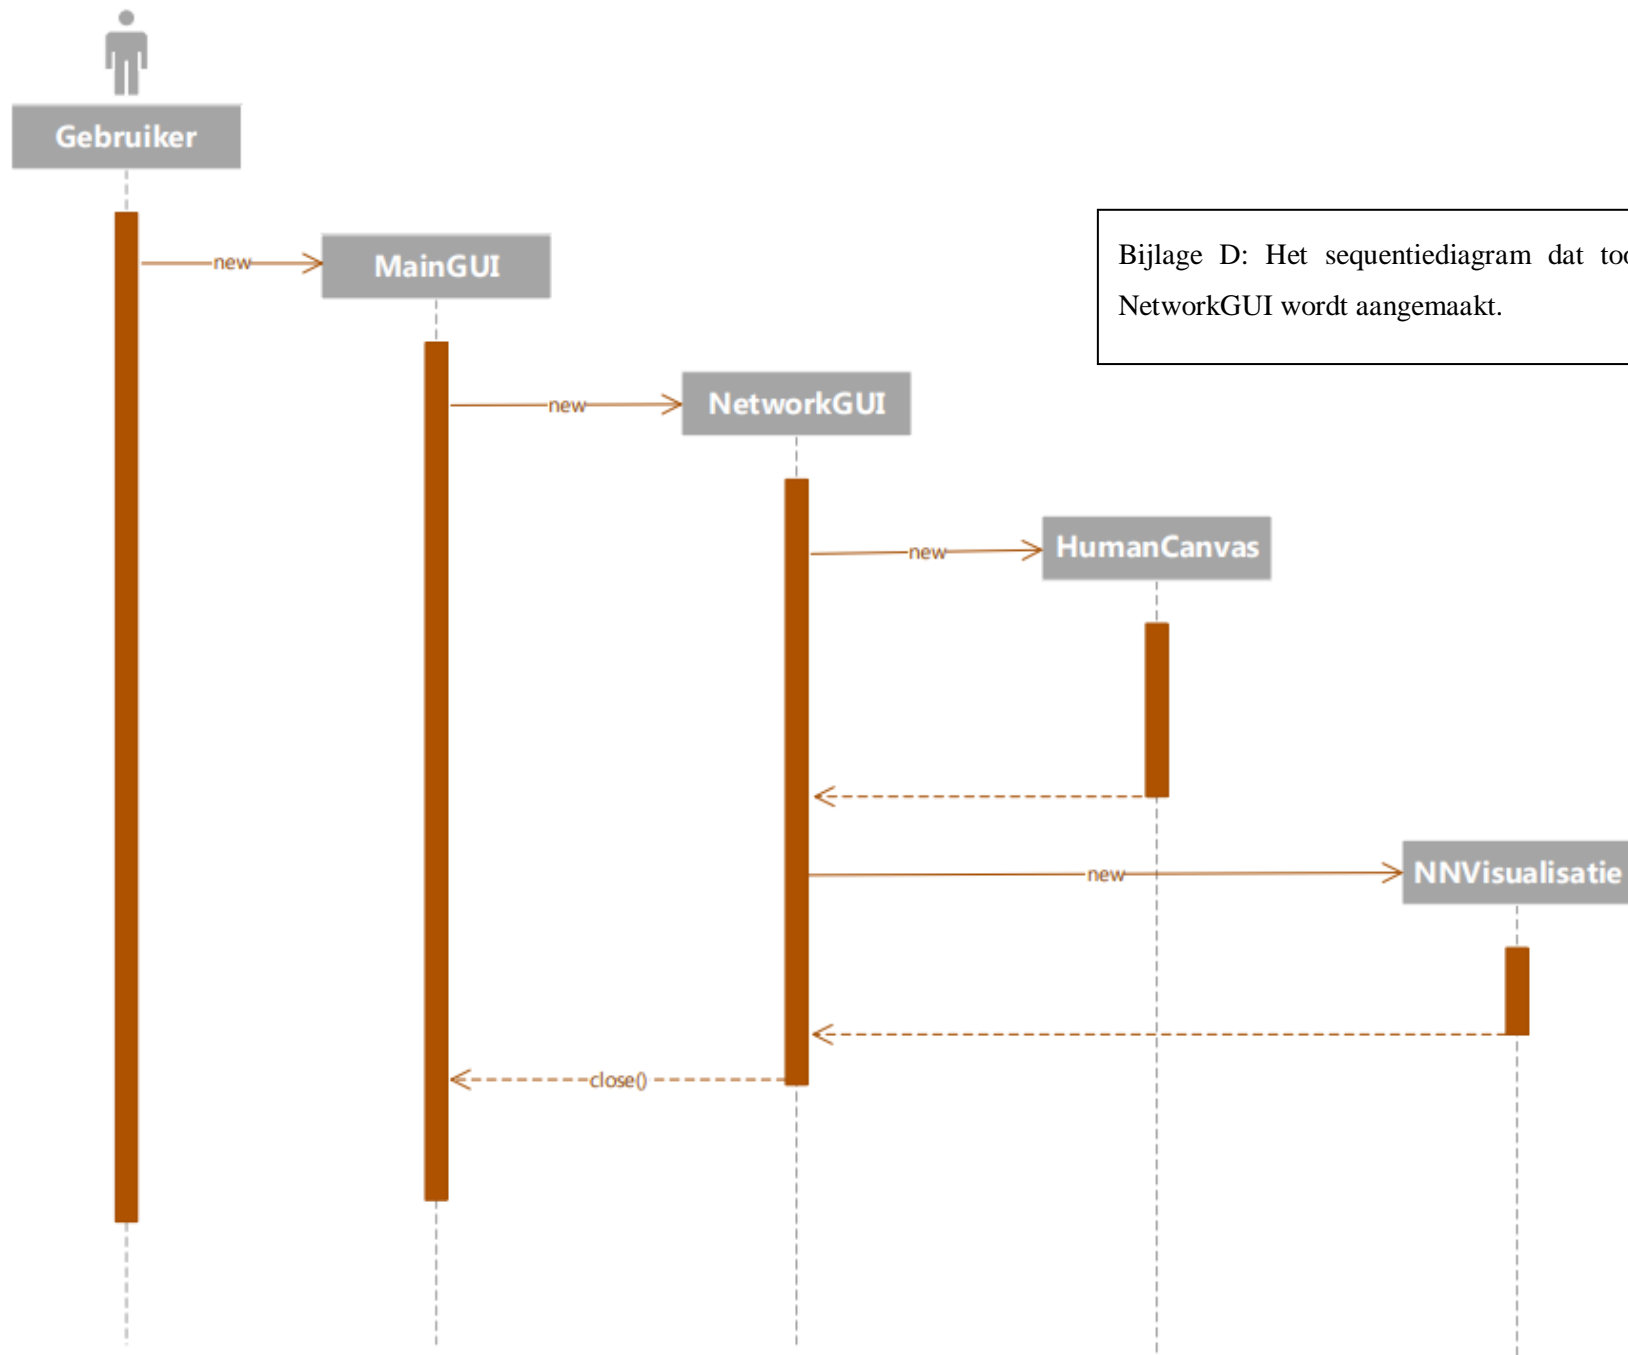 Gebruiker
new
MainGUI
Bijlage D: Het sequentiediagram dat
NetworkGUI wordt aangemaakt.
new
NetworkGUI
new
HumanCanvas
new
NNVisualisatie
close()